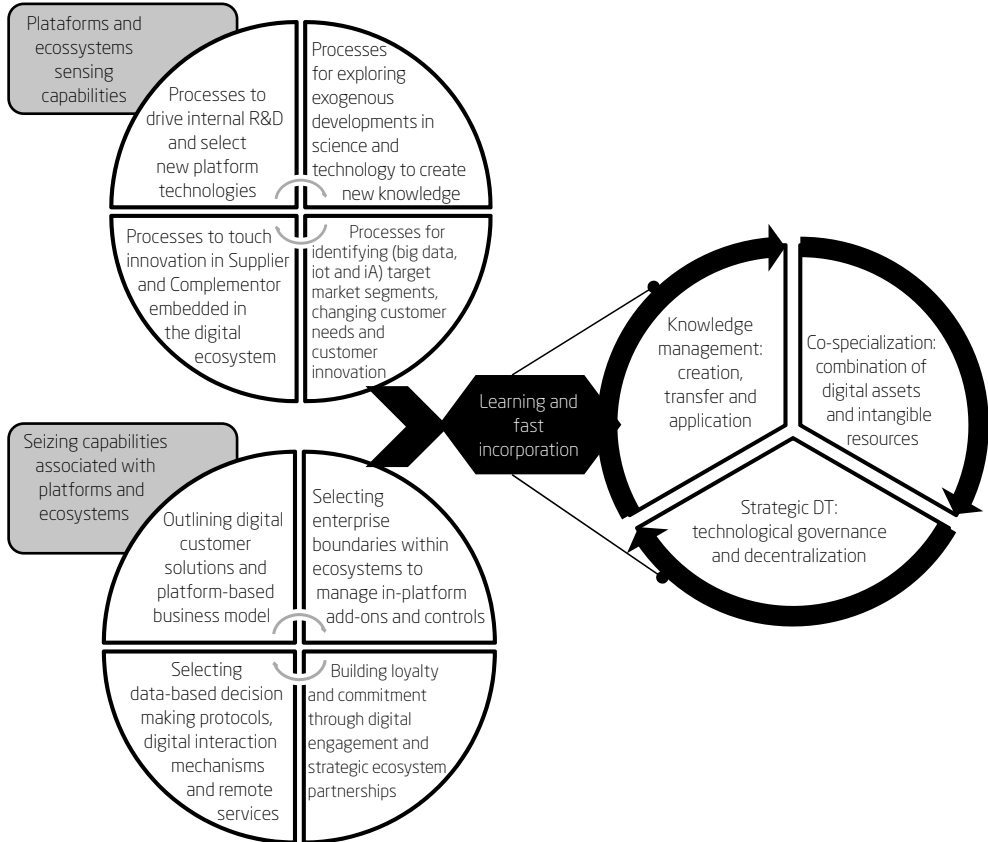 Plataforms and
ecossystems
sensing
capabilities
Processes to
drive internal R&D
and select
new platform
technologies
Processes
for exploring
exogenous
developments in
science and
technology to create
new knowledge
Processes to touch
innovation in Supplier
and Complementor
embedded in
the digital
ecosystem
Processes for
identifying (big data,
iot and iA) target
market segments,
changing customer
needs and
customer
innovation
Seizing capabilities
associated with
platforms and
ecosystems
Outlining digital
customer
solutions and
platform-based
business model
Selecting
enterprise
boundaries within
ecosystems to
manage in-platform
add-ons and controls
Selecting
data-based decision
making protocols,
digital interaction
mechanisms
and remote
services
Building loyalty
and commitment
through digital
engagement and
strategic ecosystem
partnerships
Learning and
fast
incorporation
Knowledge
management:
creation,
transfer and
application
Co-specialization:
combination of
digital assets
and intangible
resources
Strategic DT:
technological governance
and decentralization